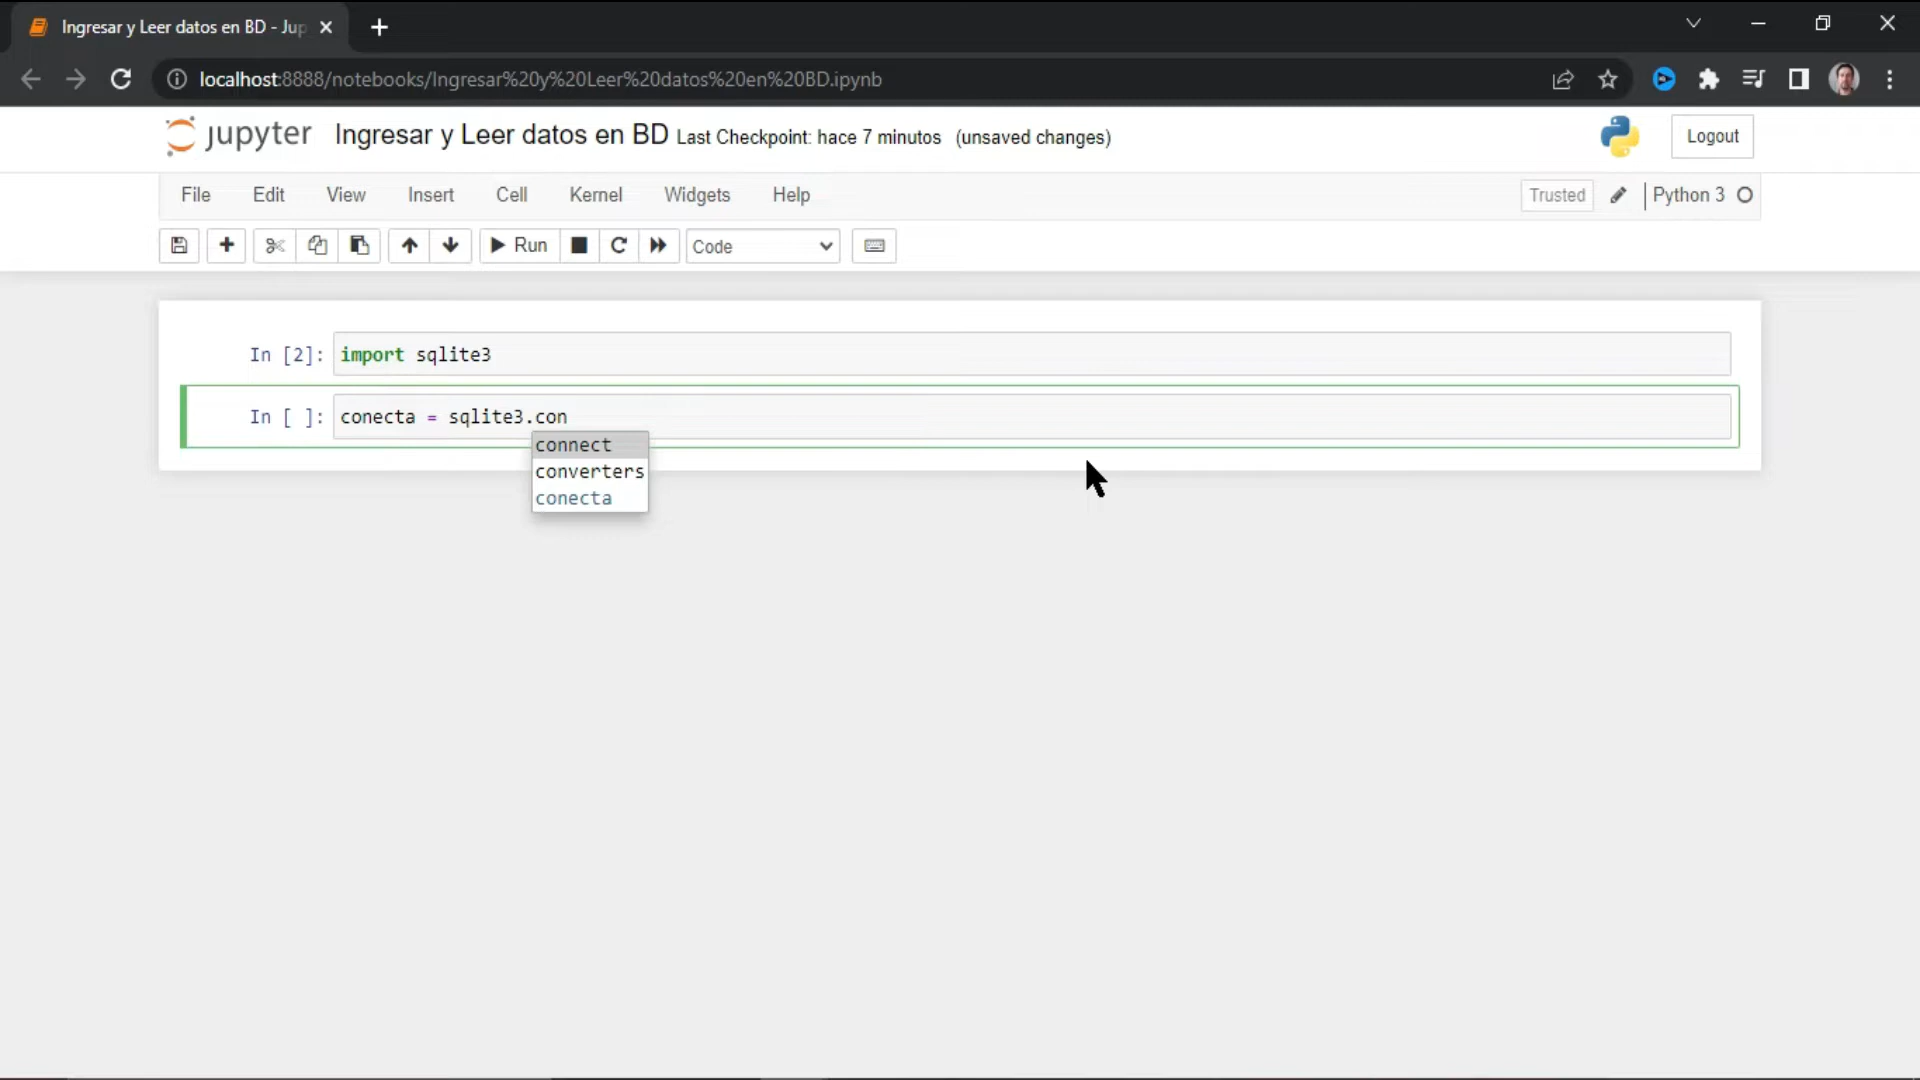 Ingresar y Leer datos en BD - Jup
localhost:8888/notebooks/Ingresar%20y%20Leer%20datos%20en%20BD.ipynb
jupyter Ingresar y Leer datos en BD Last Checkpoint: hace 7 minutos (unsaved changes) Logout
File Edit View Insert Cell Kernel Widgets Help Trusted Python 3
Run Code
In [2]: import sqlite3
In [ ]: conecta = sqlite3.con
connect
converters
conecta